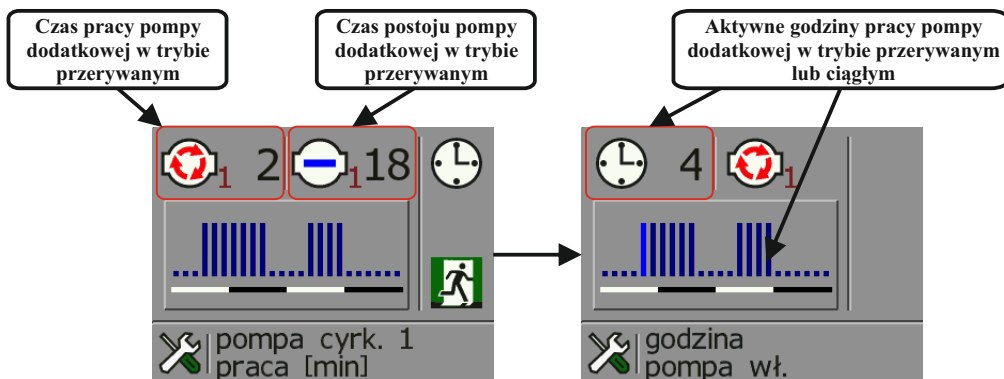 Czas pracy pompy
dodatkowej w trybie
przerywanym
Czas postoju pompy
dodatkowej w trybie
przerywanym
Aktywne godziny pracy pompy
dodatkowej w trybie przerywanym
lub ciągłym
1 2 1 18
pompa cyrk. 1
praca [min]
4 1
godzina
pompa wł.